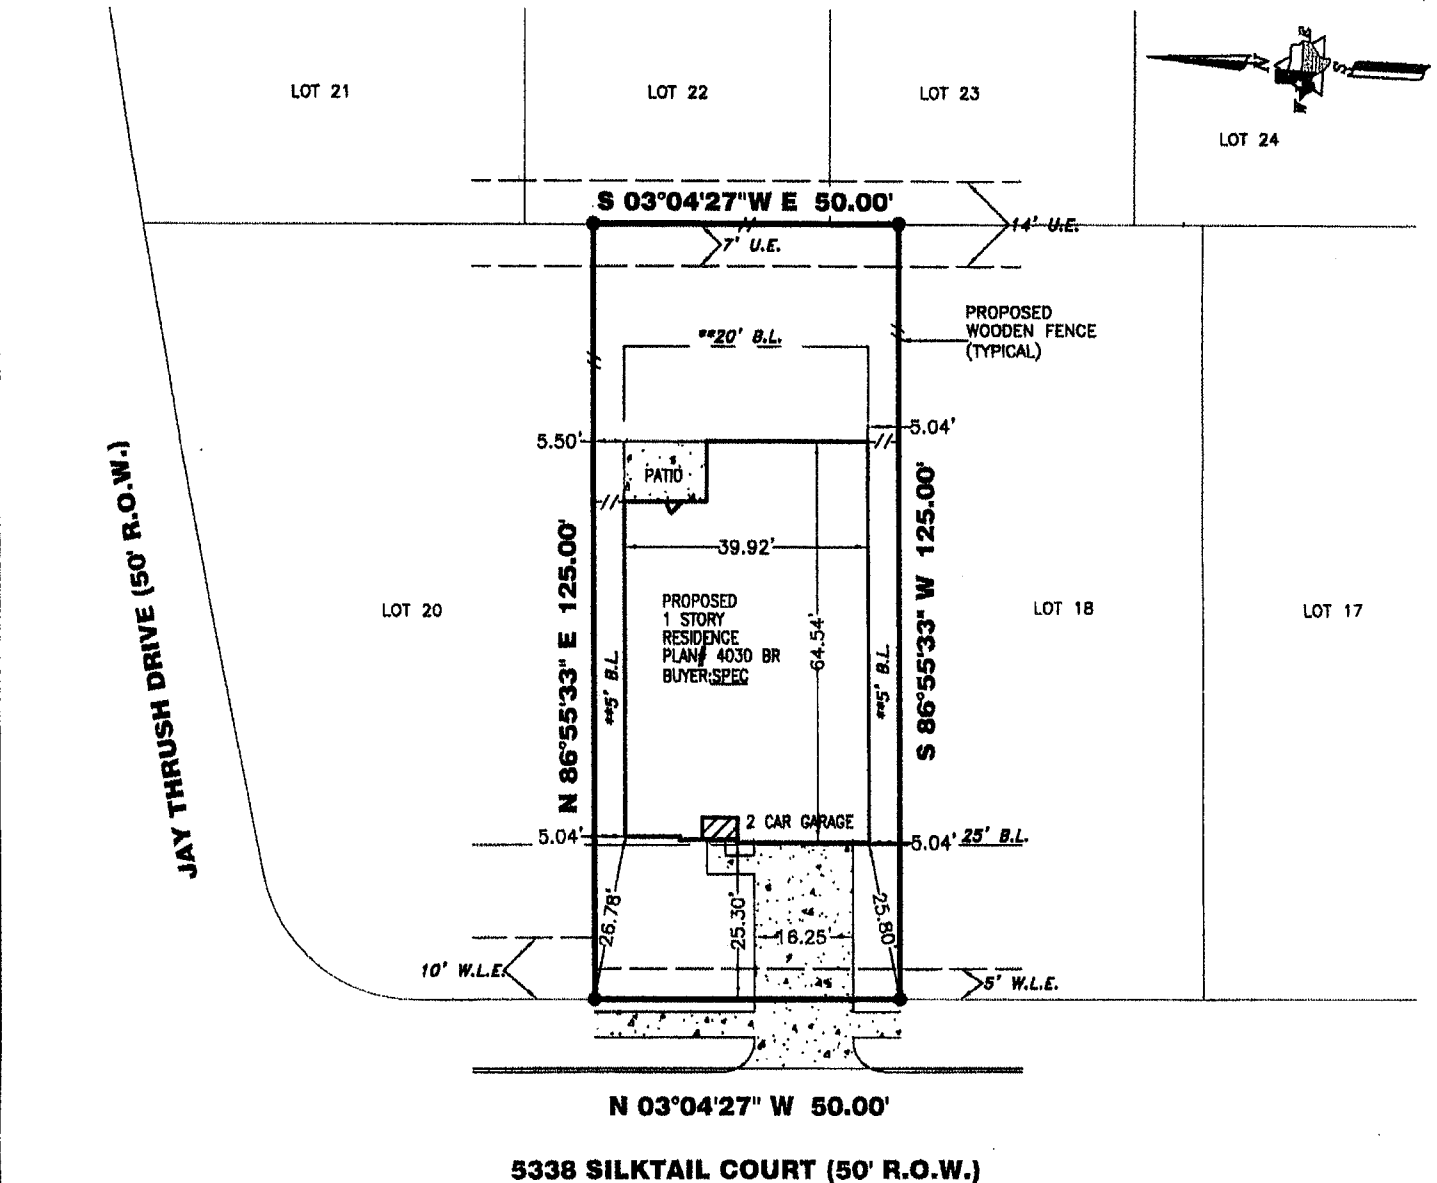 LOT 21
LOT 22
LOT 23
LOT 24
N
E
S
W
S 03°04'27"W E 50.00'
14' U.E.
7' U.E.
PROPOSED
WOODEN FENCE
(TYPICAL)
**20' B.L.
5.50'
5.04'
PATIO
39.92'
JAY THRUSH DRIVE (50' R.O.W.)
N 86°55'33" E 125.00'
S 86°55'33" W 125.00'
LOT 20
PROPOSED
1 STORY
RESIDENCE
PLAN# 4030 BR
BUYER:SPEC
64.54'
LOT 18
LOT 17
**5' B.L.
**5' B.L.
5.04'
2 CAR GARAGE
5.04'
25' B.L.
26.78'
25.30'
16.25'
25.80'
10' W.L.E.
5' W.L.E.
N 03°04'27" W 50.00'
5338 SILKTAIL COURT (50' R.O.W.)